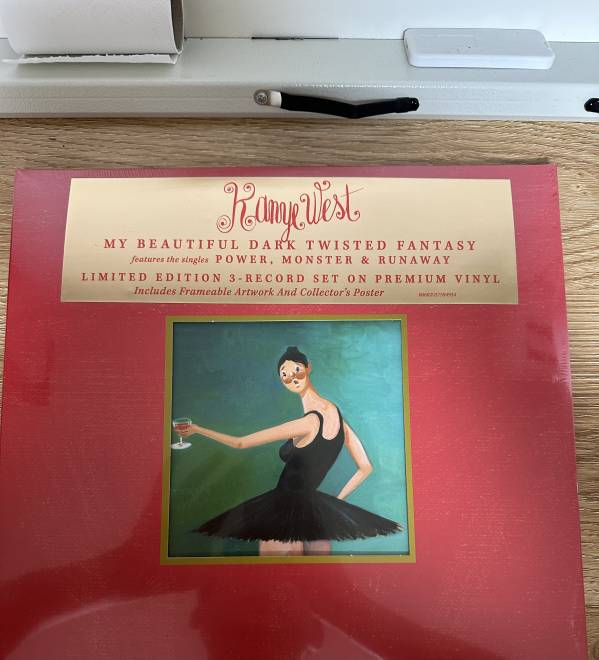 Kanye West
MY BEAUTIFUL DARK TWISTED FANTASY
features the singles POWER, MONSTER & RUNAWAY
LIMITED EDITION 3-RECORD SET ON PREMIUM VINYL
Includes Frameable Artwork And Collector's Poster